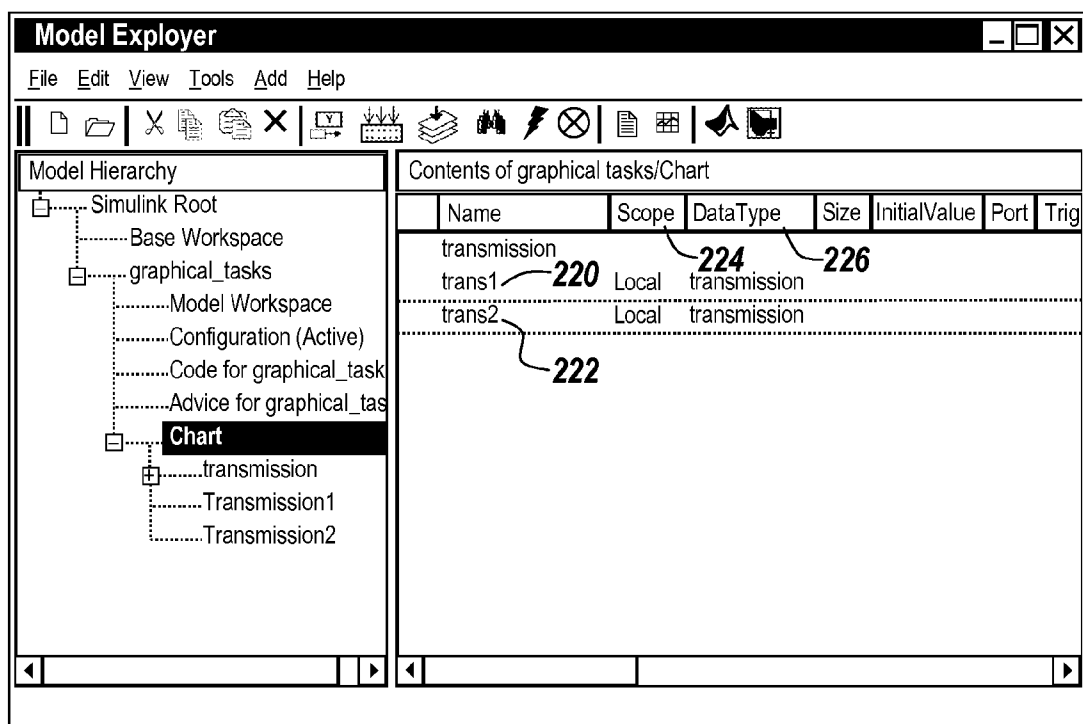 Model Exployer
File Edit View Tools Add Help
Model Hierarchy
Simulink Root
Base Workspace
graphical_tasks
Model Workspace
Configuration (Active)
Code for graphical_task
Advice for graphical_tas
Chart
transmission
Transmission1
Transmission2
Contents of graphical tasks/Chart
Name Scope DataType Size InitialValue Port Trig
transmission 224 226
trans1 220 Local transmission
trans2 Local transmission
222